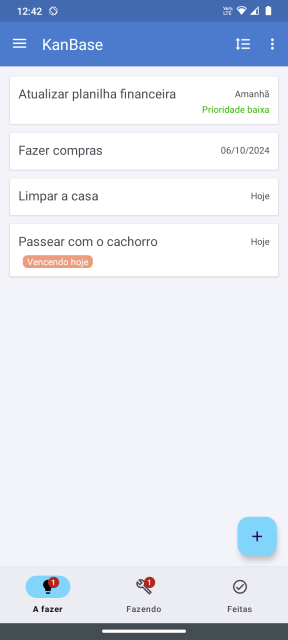 12:42
KanBase
Atualizar planilha financeira
Amanhã
Prioridade baixa
Fazer compras
06/10/2024
Limpar a casa
Hoje
Passear com o cachorro
Hoje
Vencendo hoje
+
1
1
A fazer
Fazendo
Feitas